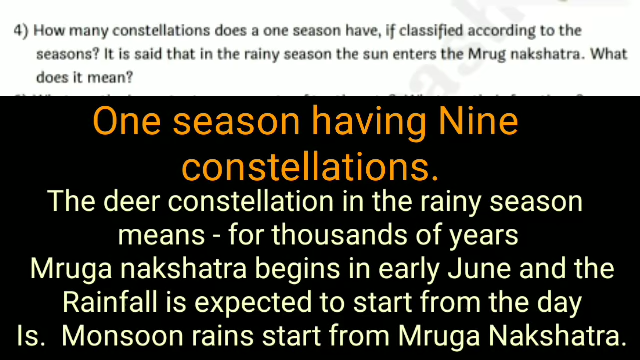 4) How many constellations does a one season have, if classified according to the
seasons? It is said that in the rainy season the sun enters the Mrug nakshatra. What
does it mean?
One season having Nine
constellations.
The deer constellation in the rainy season
means - for thousands of years
Mruga nakshatra begins in early June and the
Rainfall is expected to start from the day
Is.  Monsoon rains start from Mruga Nakshatra.